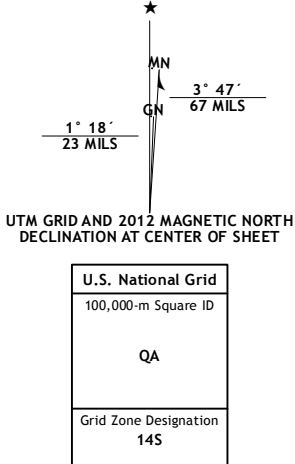 MN
GN
3° 47´
67 MILS
1° 18´
23 MILS
UTM GRID AND 2012 MAGNETIC NORTH
DECLINATION AT CENTER OF SHEET
U.S. National Grid
100,000-m Square ID
QA
Grid Zone Designation
14S